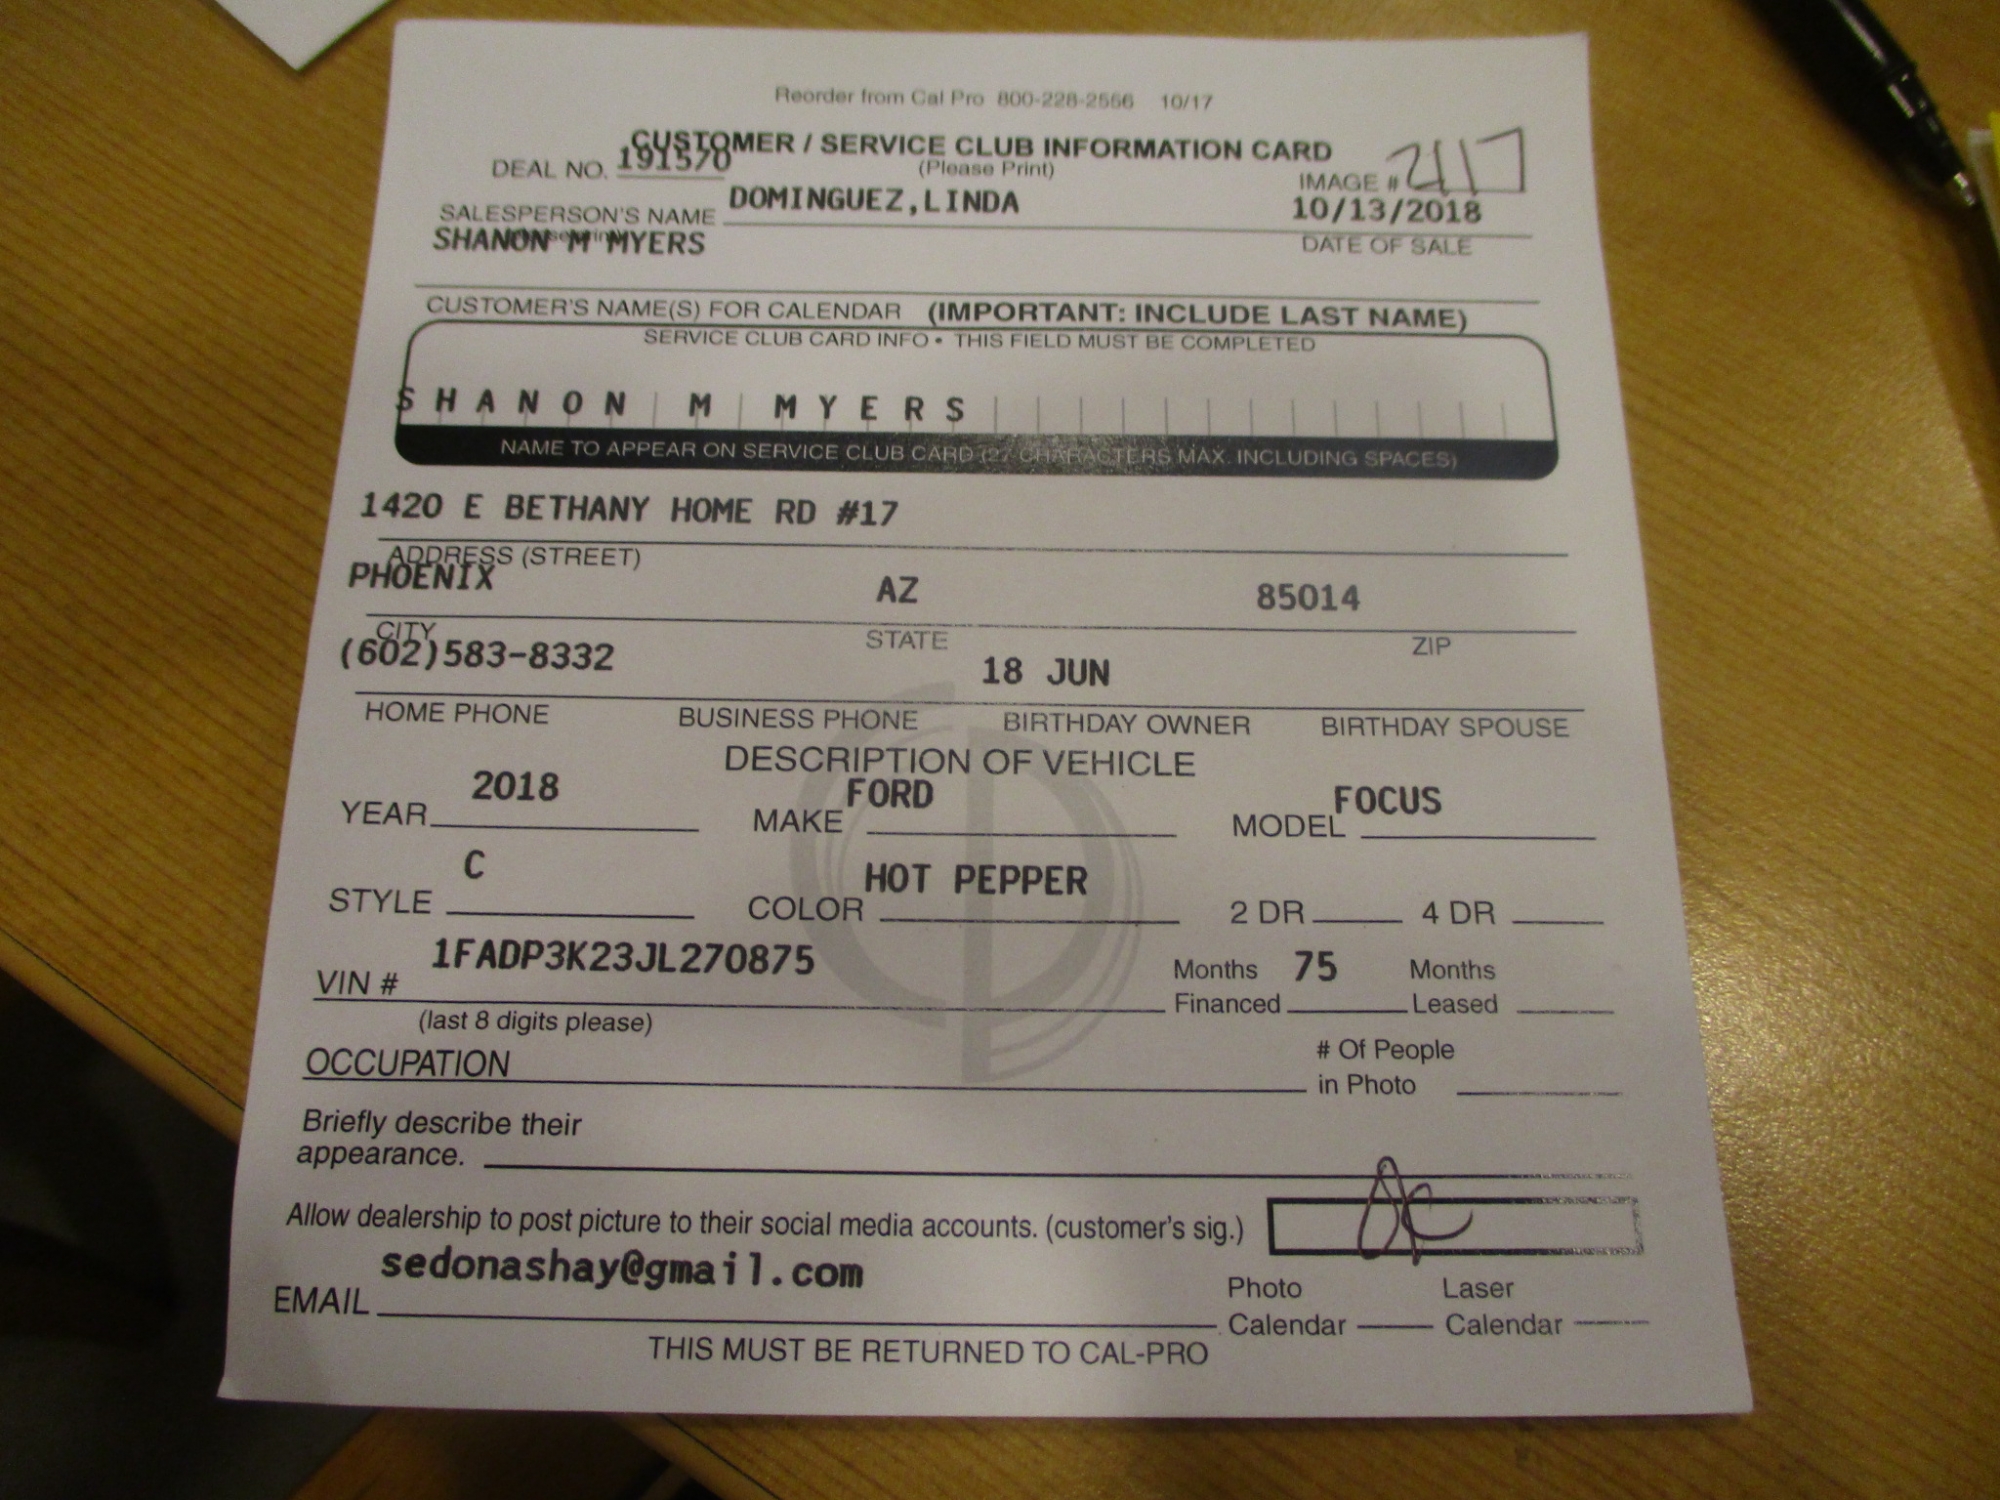 Reorder from Cal Pro 800-228-2556 10/17
CUSTOMER / SERVICE CLUB INFORMATION CARD
DEAL NO. 191570 (Please Print) IMAGE # 2117
SALESPERSON'S NAME DOMINGUEZ,LINDA 10/13/2018
SHANON M MYERS DATE OF SALE
CUSTOMER'S NAME(S) FOR CALENDAR (IMPORTANT: INCLUDE LAST NAME)
SERVICE CLUB CARD INFO • THIS FIELD MUST BE COMPLETED
SHANON M MYERS
NAME TO APPEAR ON SERVICE CLUB CARD (27 CHARACTERS MAX. INCLUDING SPACES)
1420 E BETHANY HOME RD #17
ADDRESS (STREET)
PHOENIX AZ 85014
CITY STATE ZIP
(602)583-8332 18 JUN
HOME PHONE BUSINESS PHONE BIRTHDAY OWNER BIRTHDAY SPOUSE
DESCRIPTION OF VEHICLE
YEAR 2018 MAKE FORD MODEL FOCUS
STYLE C COLOR HOT PEPPER 2 DR 4 DR
VIN # 1FADP3K23JL270875 Months Financed 75 Months Leased
(last 8 digits please)
OCCUPATION # Of People in Photo
Briefly describe their
appearance.
Allow dealership to post picture to their social media accounts. (customer's sig.)
EMAIL sedonashay@gmail.com Photo Calendar Laser Calendar
THIS MUST BE RETURNED TO CAL-PRO